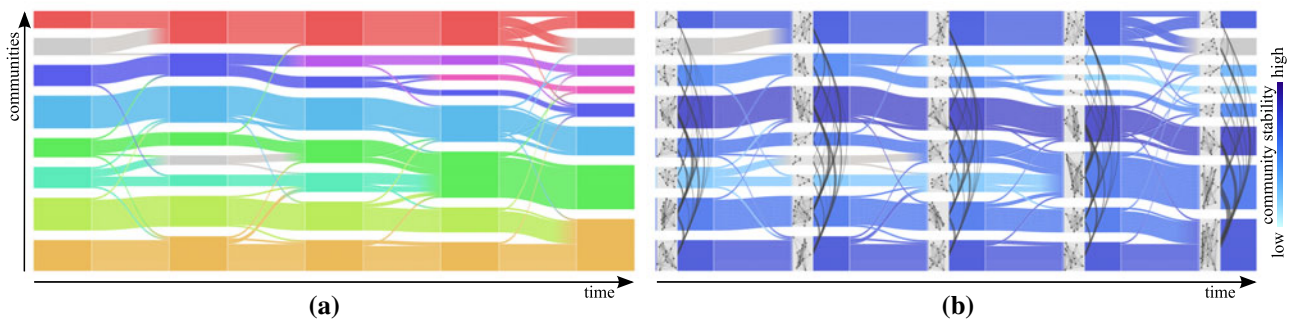 communities
time
(a)
time
(b)
low community stability high